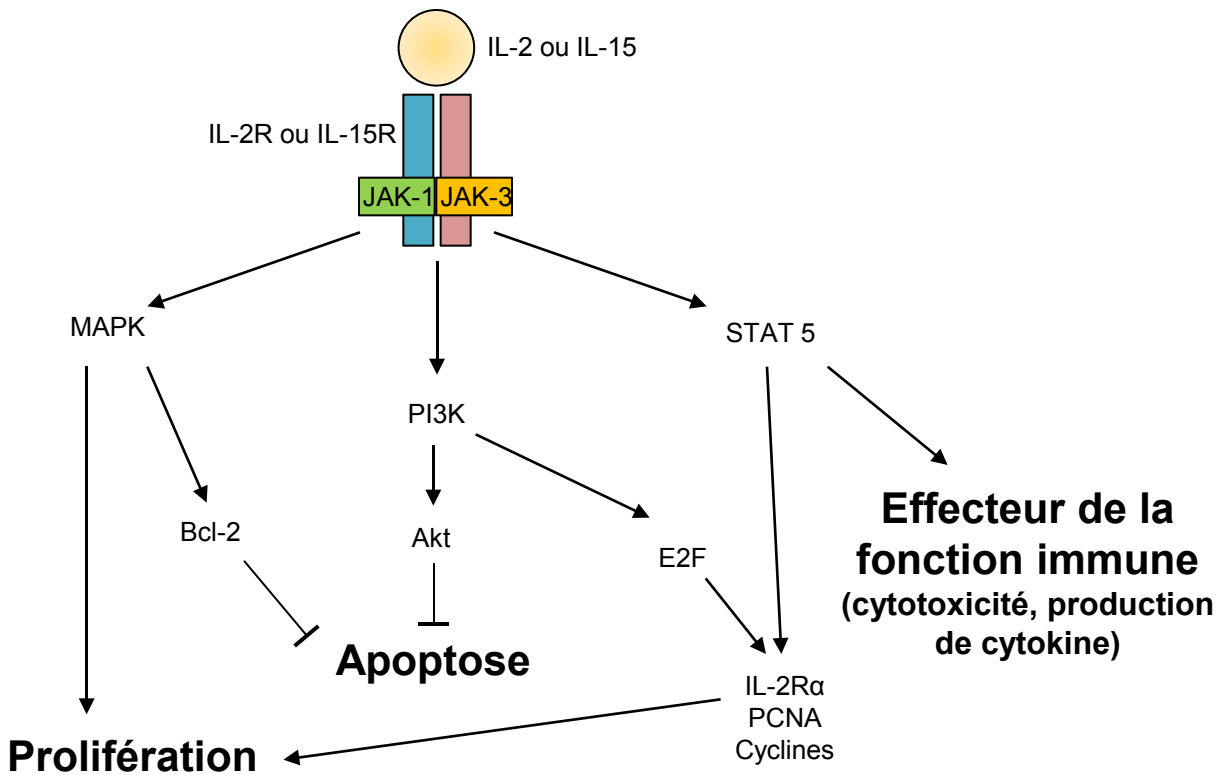 IL-2 ou IL-15
IL-2R ou IL-15R
JAK-1
JAK-3
MAPK
STAT 5
PI3K
Bcl-2
Akt
E2F
Effecteur de la
fonction immune
(cytotoxicité, production
de cytokine)
Apoptose
IL-2Rα
PCNA
Cyclines
Prolifération